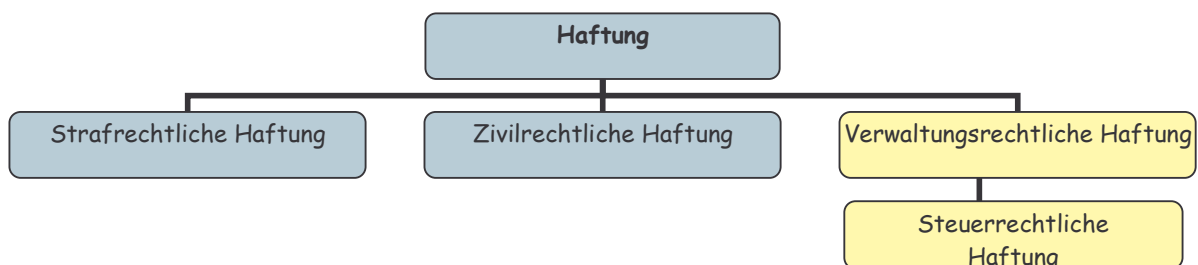 Haftung
Strafrechtliche Haftung
Zivilrechtliche Haftung
Verwaltungsrechtliche Haftung
Steuerrechtliche
Haftung